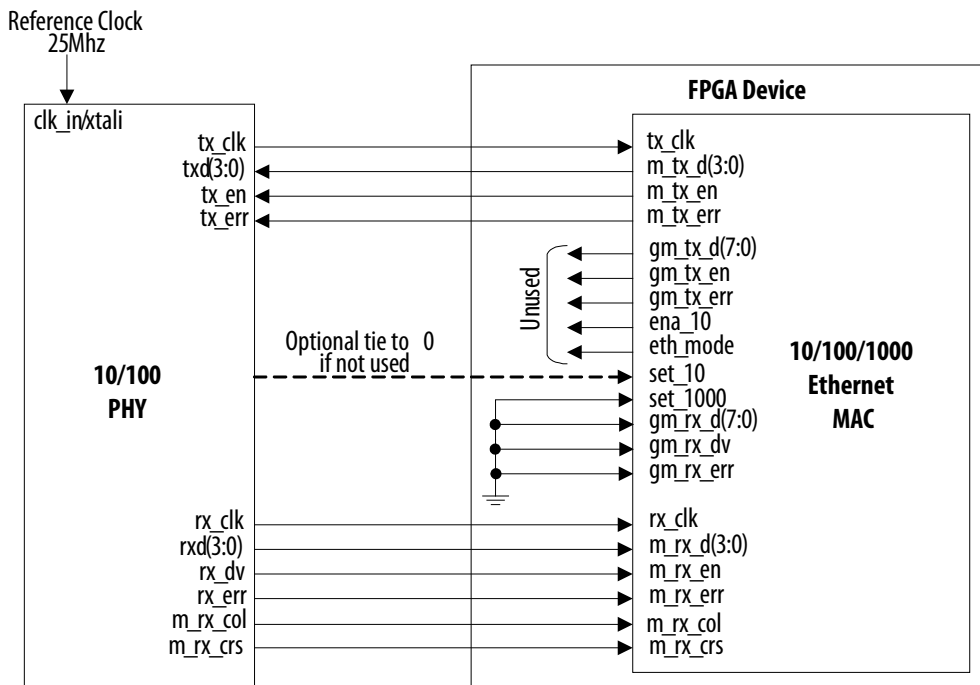 Reference Clock
25Mhz
FPGA Device
clk_in/xtali
tx_clk
txd(3:0)
tx_en
tx_err
tx_clk
m_tx_d(3:0)
m_tx_en
m_tx_err
Unused
gm_tx_d(7:0)
gm_tx_en
gm_tx_err
ena_10
eth_mode
Optional tie to 0
if not used
10/100
PHY
set_10
set_1000
gm_rx_d(7:0)
gm_rx_dv
gm_rx_err
10/100/1000
Ethernet
MAC
rx_clk
rxd(3:0)
rx_dv
rx_err
m_rx_col
m_rx_crs
rx_clk
m_rx_d(3:0)
m_rx_en
m_rx_err
m_rx_col
m_rx_crs